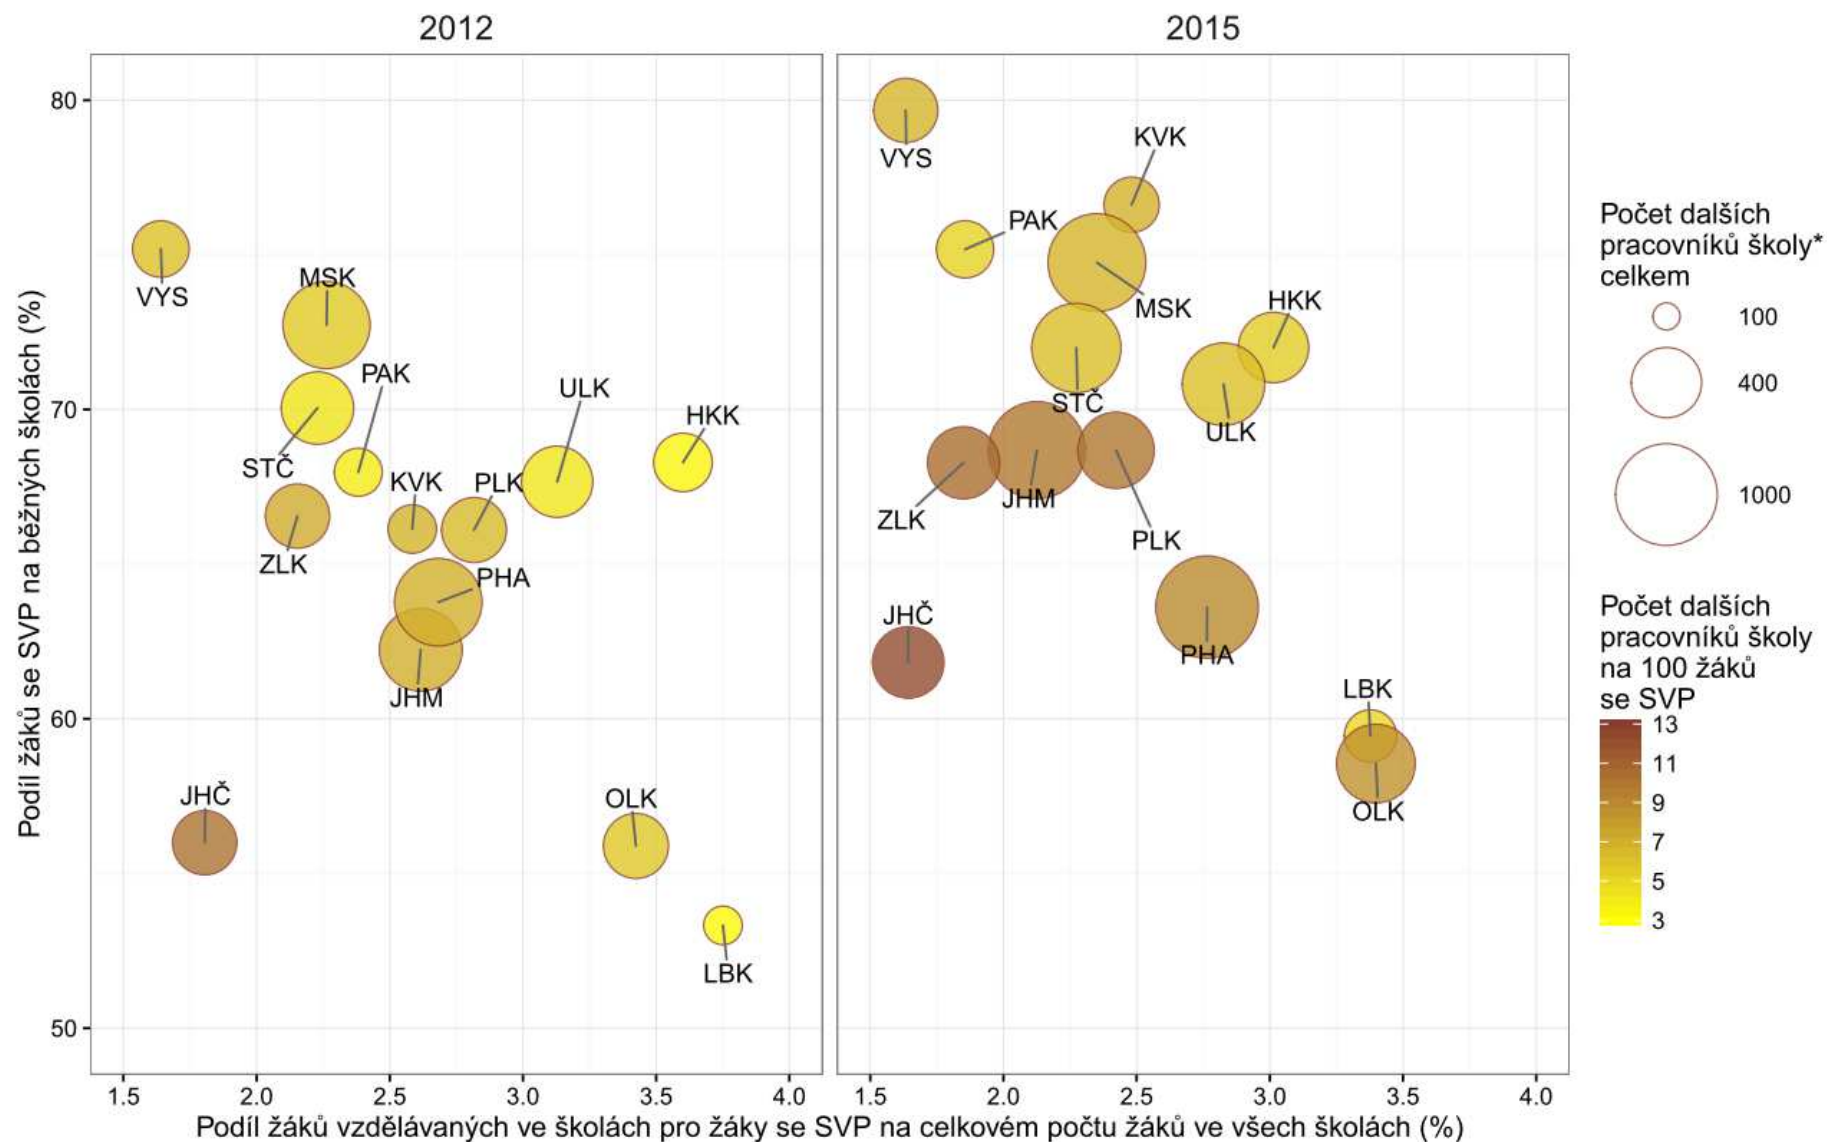 2012
2015
Podíl žáků se SVP na běžných školách (%)
80
70
60
50
VYS
MSK
PAK
STČ
ULK
HKK
KVK
PLK
ZLK
PHA
JHM
JHČ
OLK
LBK
1.5
2.0
2.5
3.0
3.5
4.0
VYS
KVK
PAK
MSK
HKK
STČ
ULK
ZLK
JHM
PLK
JHČ
PHA
LBK
OLK
1.5
2.0
2.5
3.0
3.5
4.0
Podíl žáků vzdělávaných ve školách pro žáky se SVP na celkovém počtu žáků ve všech školách (%)
Počet dalších
pracovníků školy*
celkem
100
400
1000
Počet dalších
pracovníků školy
na 100 žáků
se SVP
13
11
9
7
5
3